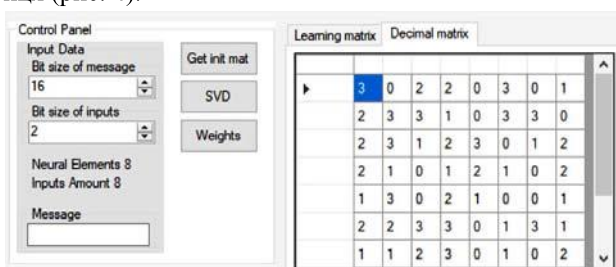 Control Panel
Input Data
Bit size of message
16
Bit size of inputs
2
Neural Elements 8
Inputs Amount 8
Message
Get init mat
SVD
Weights
Learning matrix Decimal matrix
3 0 2 2 0 3 0 1
2 3 3 1 0 3 3 0
2 3 1 2 3 0 1 2
2 1 0 1 2 1 0 2
1 3 0 2 1 0 0 1
2 2 3 3 0 1 3 1
1 1 2 3 0 1 0 2